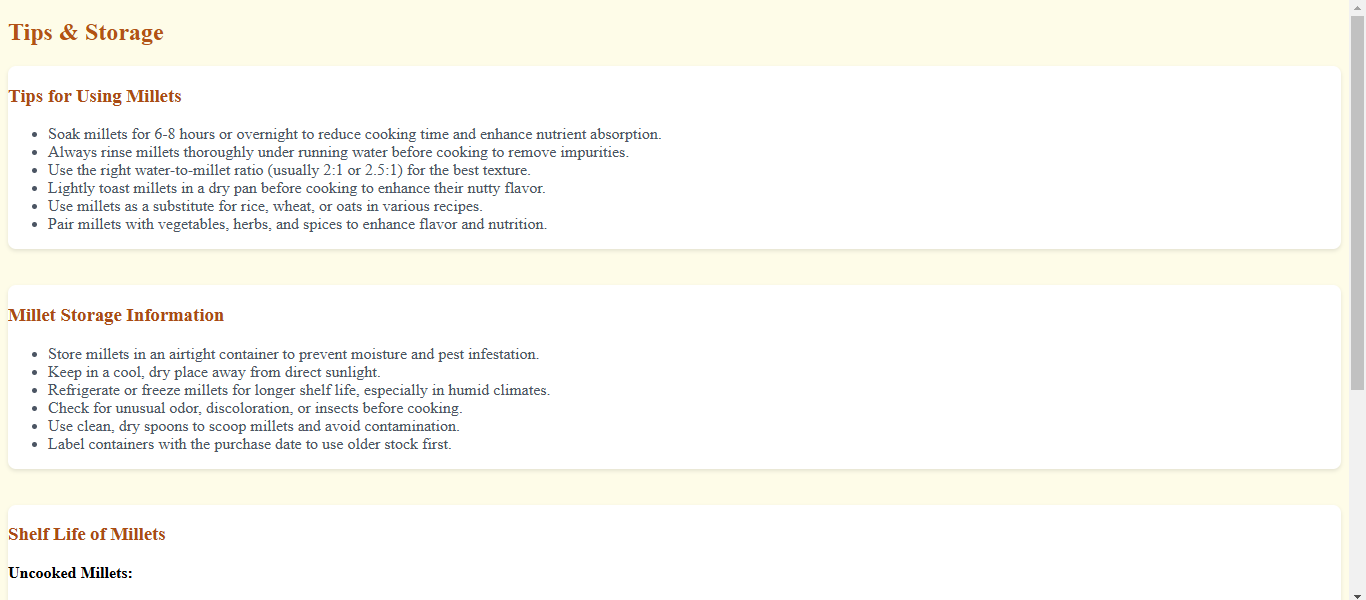 Tips & Storage
Tips for Using Millets
Soak millets for 6-8 hours or overnight to reduce cooking time and enhance nutrient absorption.
Always rinse millets thoroughly under running water before cooking to remove impurities.
Use the right water-to-millet ratio (usually 2:1 or 2.5:1) for the best texture.
Lightly toast millets in a dry pan before cooking to enhance their nutty flavor.
Use millets as a substitute for rice, wheat, or oats in various recipes.
Pair millets with vegetables, herbs, and spices to enhance flavor and nutrition.
Millet Storage Information
Store millets in an airtight container to prevent moisture and pest infestation.
Keep in a cool, dry place away from direct sunlight.
Refrigerate or freeze millets for longer shelf life, especially in humid climates.
Check for unusual odor, discoloration, or insects before cooking.
Use clean, dry spoons to scoop millets and avoid contamination.
Label containers with the purchase date to use older stock first.
Shelf Life of Millets
Uncooked Millets: